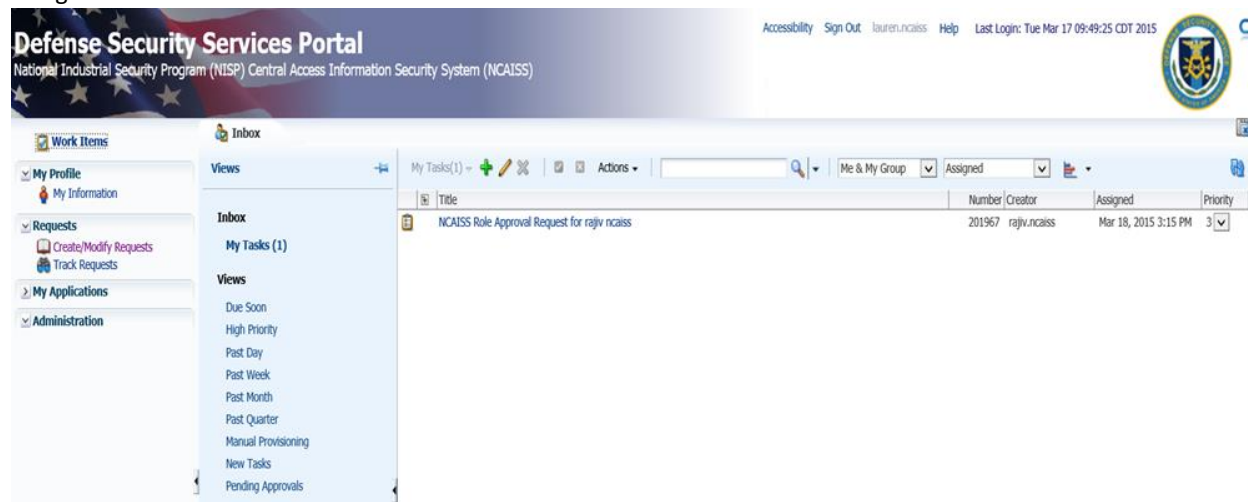 Defense Security Services Portal
National Industrial Security Program (NISP) Central Access Information Security System (NCAISS)
Accessibility Sign Out lauren.ncaiss Help Last Login: Tue Mar 17 09:49:25 CDT 2015
Work Items
My Profile
My Information
Requests
Create/Modify Requests
Track Requests
My Applications
Administration
Inbox
Views
Inbox
My Tasks (1)
Views
Due Soon
High Priority
Past Day
Past Week
Past Month
Past Quarter
Manual Provisioning
New Tasks
Pending Approvals
My Tasks(1) Actions Me & My Group Assigned
Title Number Creator Assigned Priority
NCAISS Role Approval Request for rajiv ncaiss 201967 rajiv.ncaiss Mar 18, 2015 3:15 PM 3